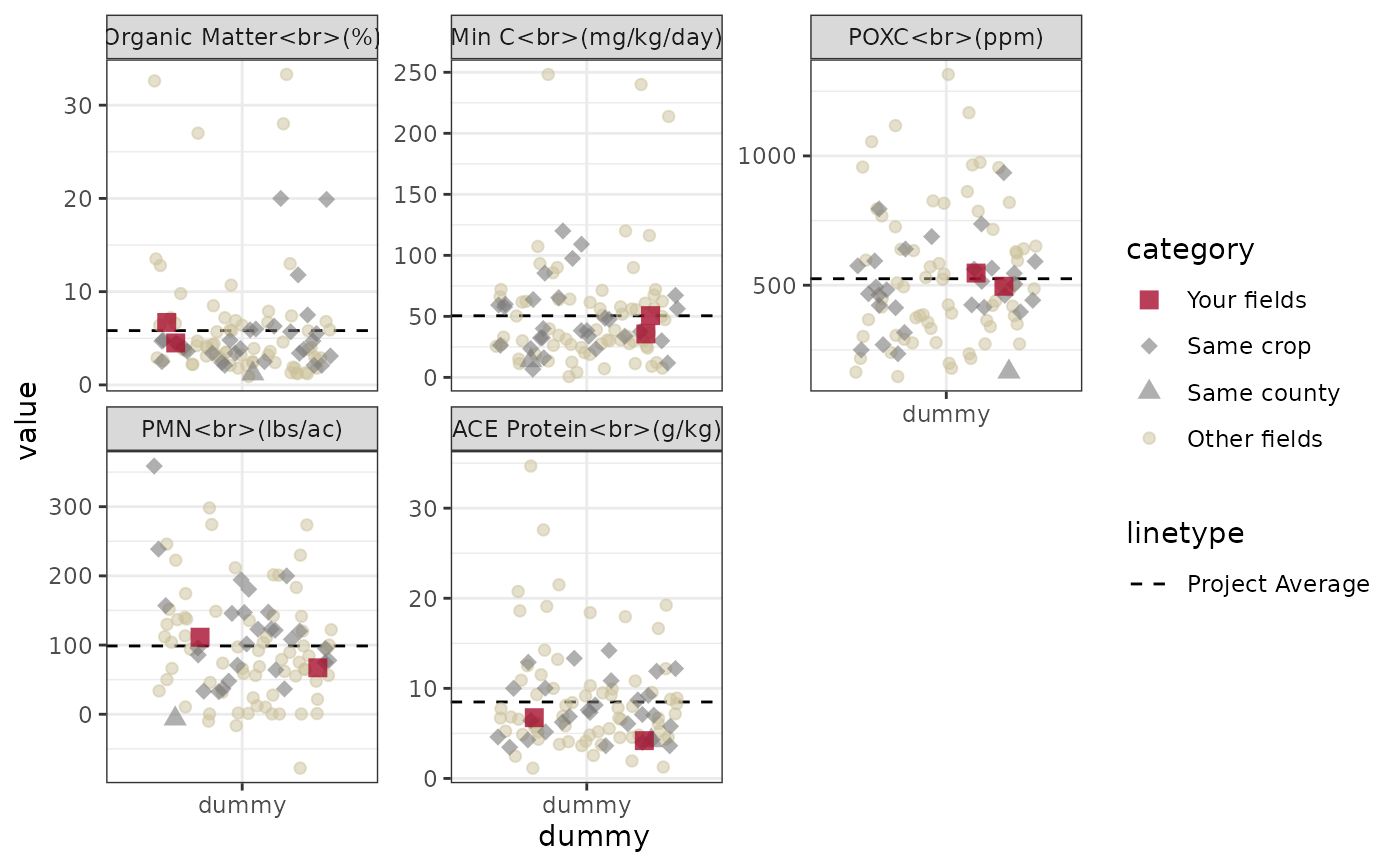 Organic Matter<br>(%)
Min C<br>(mg/kg/day)
POXC<br>(ppm)
30
20
10
0
250
200
150
100
50
0
1000
500
dummy
PMN<br>(lbs/ac)
ACE Protein<br>(g/kg)
300
200
100
0
30
20
10
0
dummy
dummy
dummy
value
category
Your fields
Same crop
Same county
Other fields
linetype
Project Average